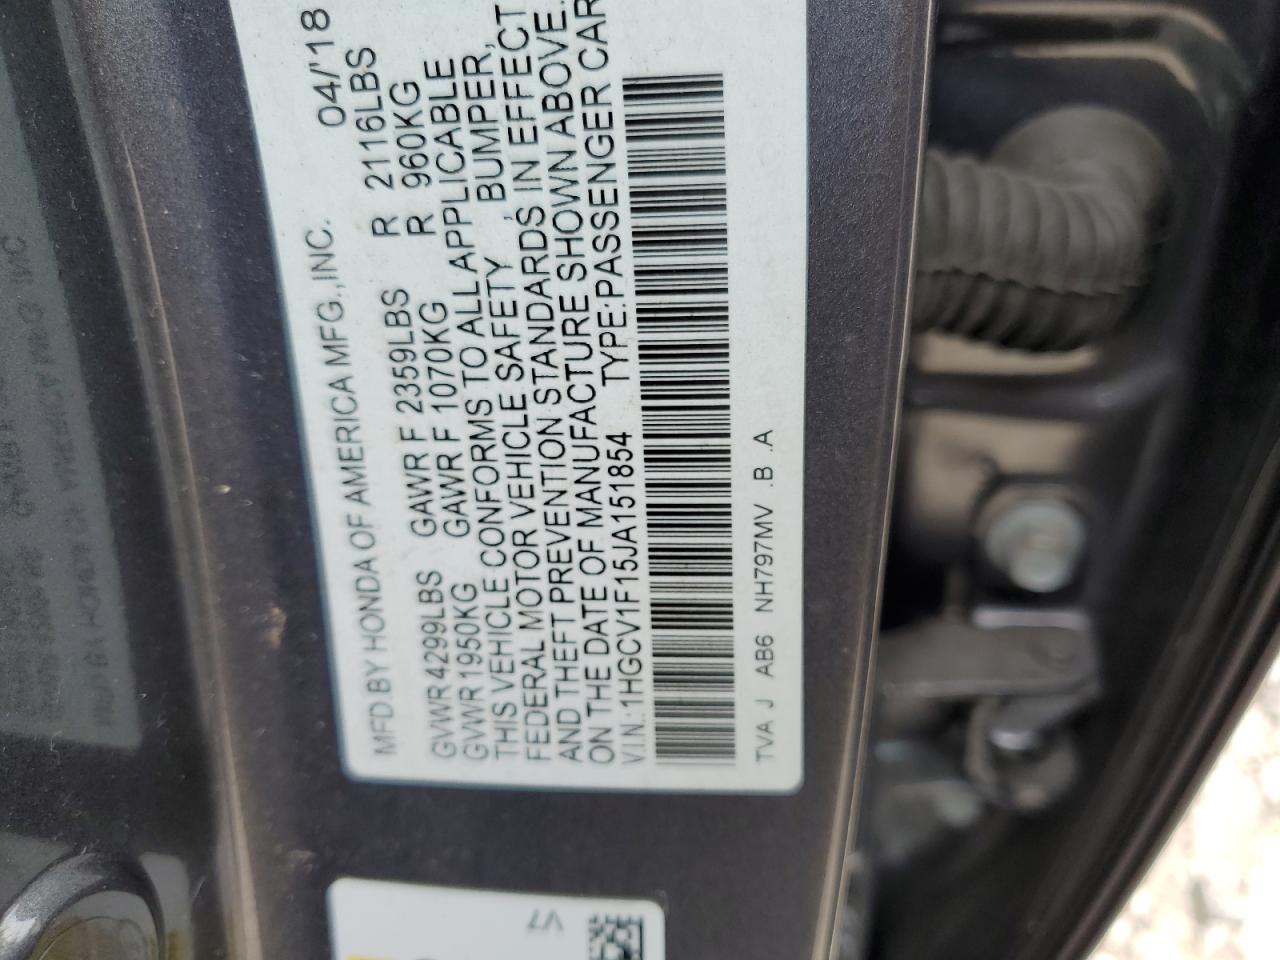 MFD BY HONDA OF AMERICA MFG.,INC. 04/'18
GVWR 4299LBS GAWR F 2359LBS R 2116LBS
GVWR 1950KG GAWR F 1070KG R 960KG
THIS VEHICLE CONFORMS TO ALL APPLICABLE
FEDERAL MOTOR VEHICLE SAFETY , BUMPER,
AND THEFT PREVENTION STANDARDS IN EFFECT
ON THE DATE OF MANUFACTURE SHOWN ABOVE.
V.I.N.:1HGCV1F15JA151854 TYPE:PASSENGER CAR
TVA J AB6 NH797MV .B .A
V7